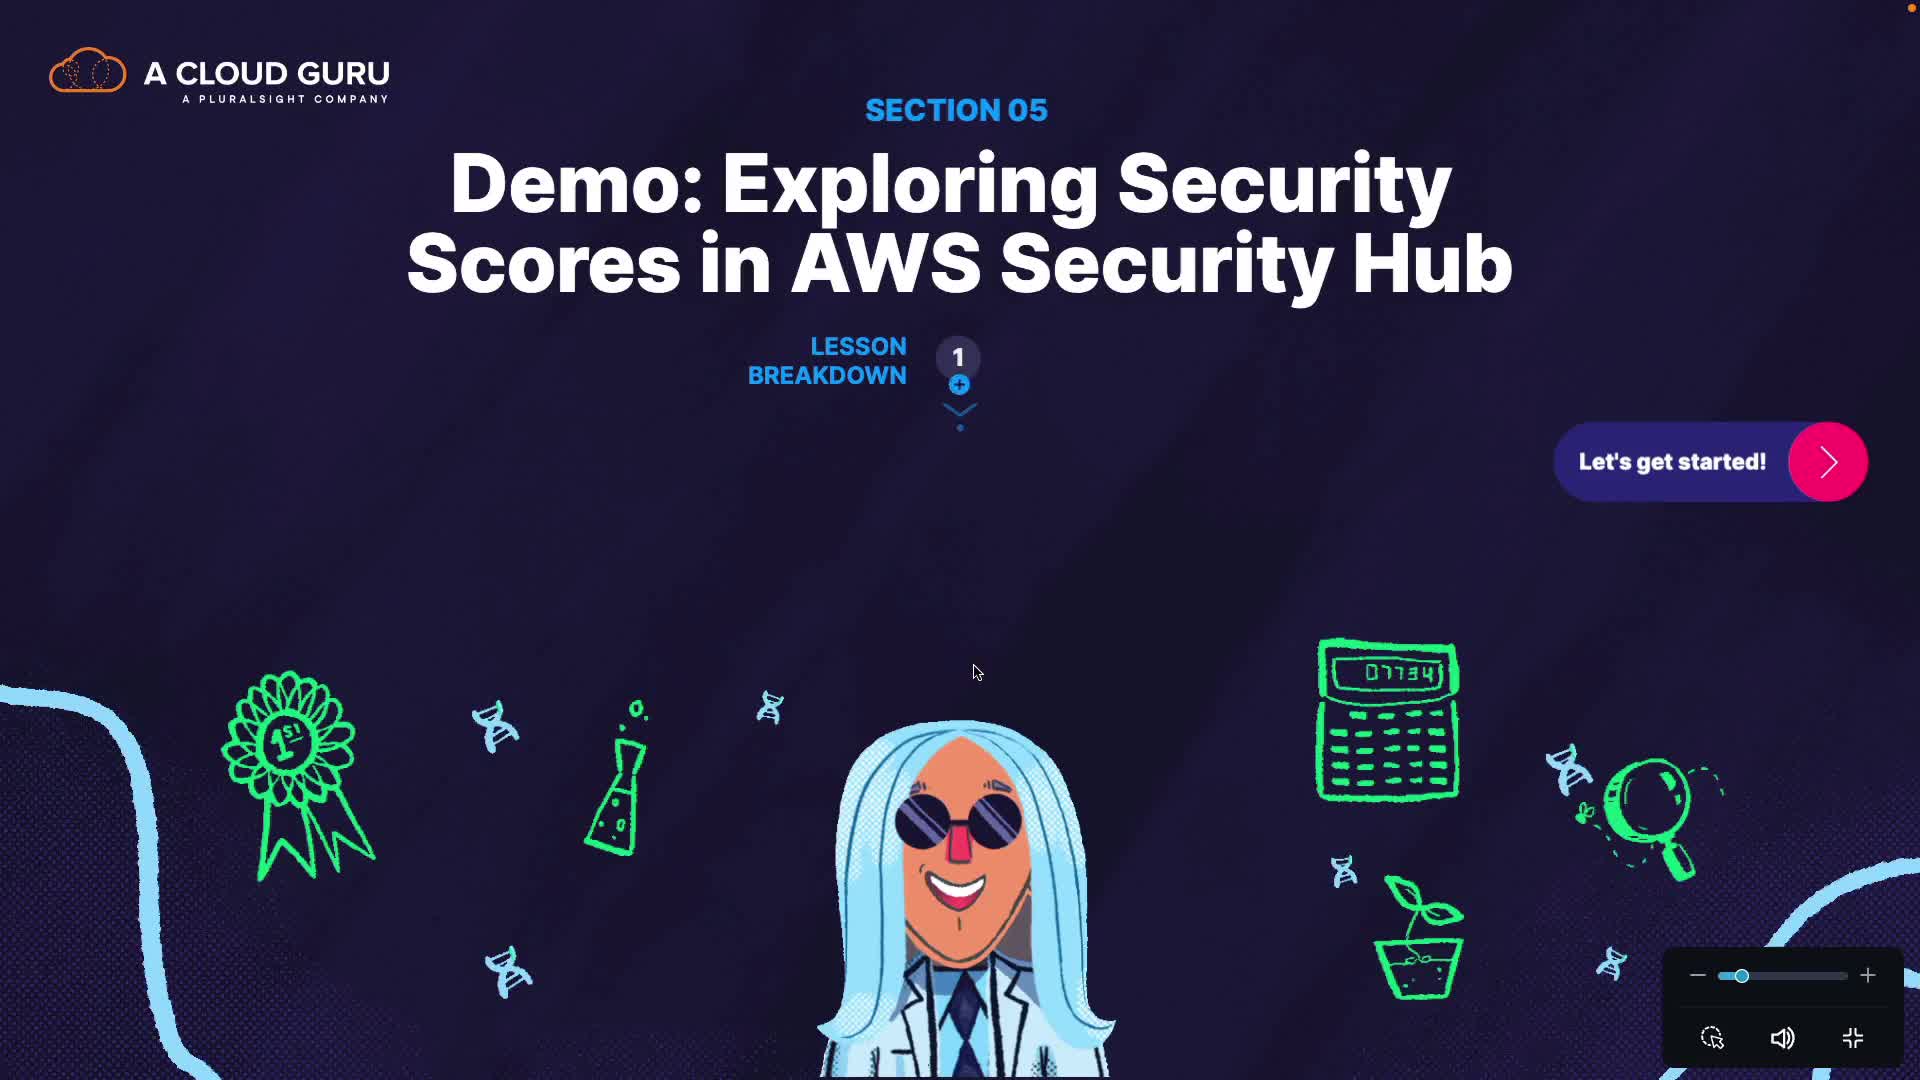 A CLOUD GURU
A PLURALSIGHT COMPANY
SECTION 05
Demo: Exploring Security
Scores in AWS Security Hub
LESSON
BREAKDOWN
1
Let's get started!
07734
1ST